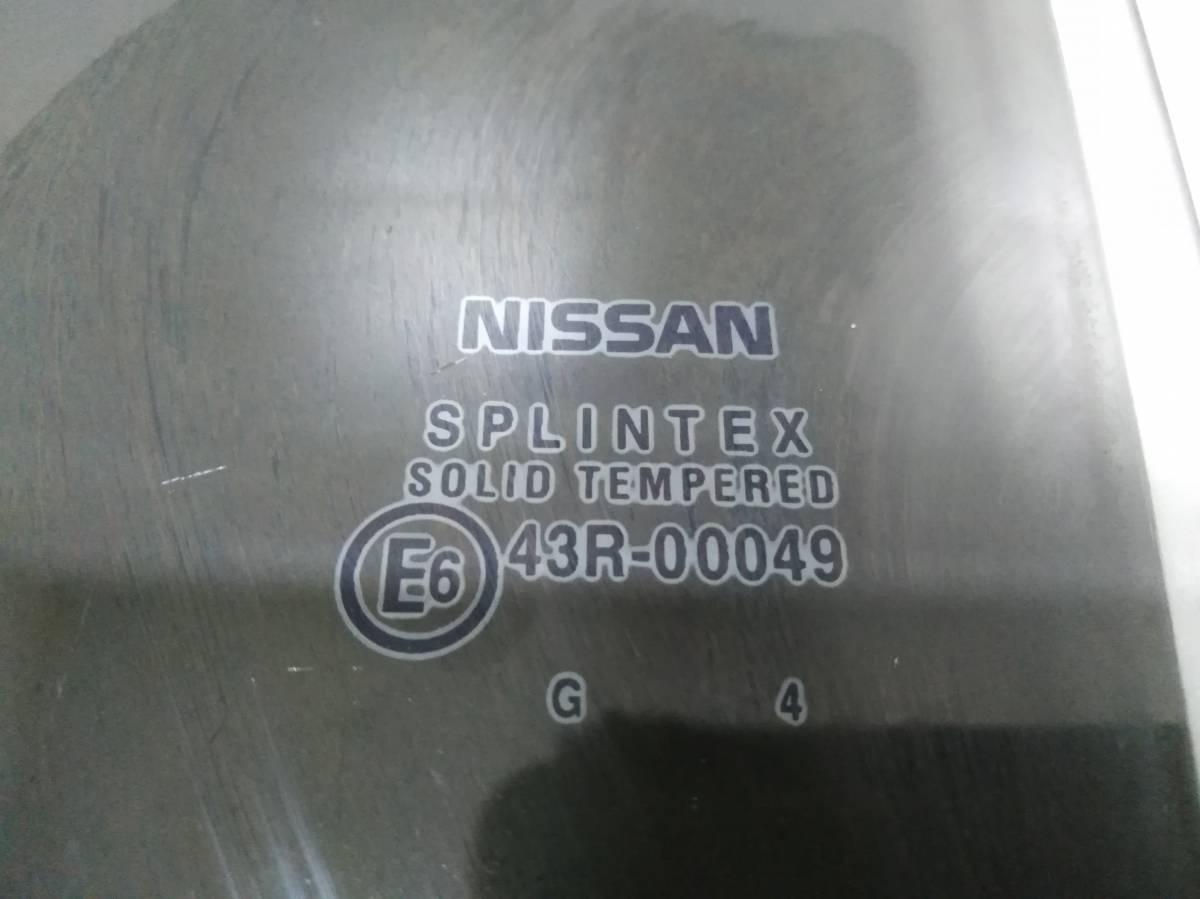 NISSAN
SPLINTEX
SOLID TEMPERED
E6 43R-00049
G 4